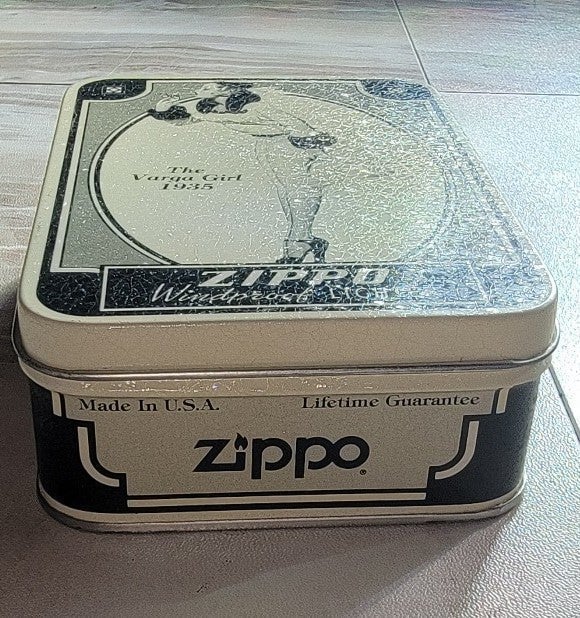 The
Varga Girl
1935
ZIPPO
Windproof
Made In U.S.A. Lifetime Guarantee
zippo®